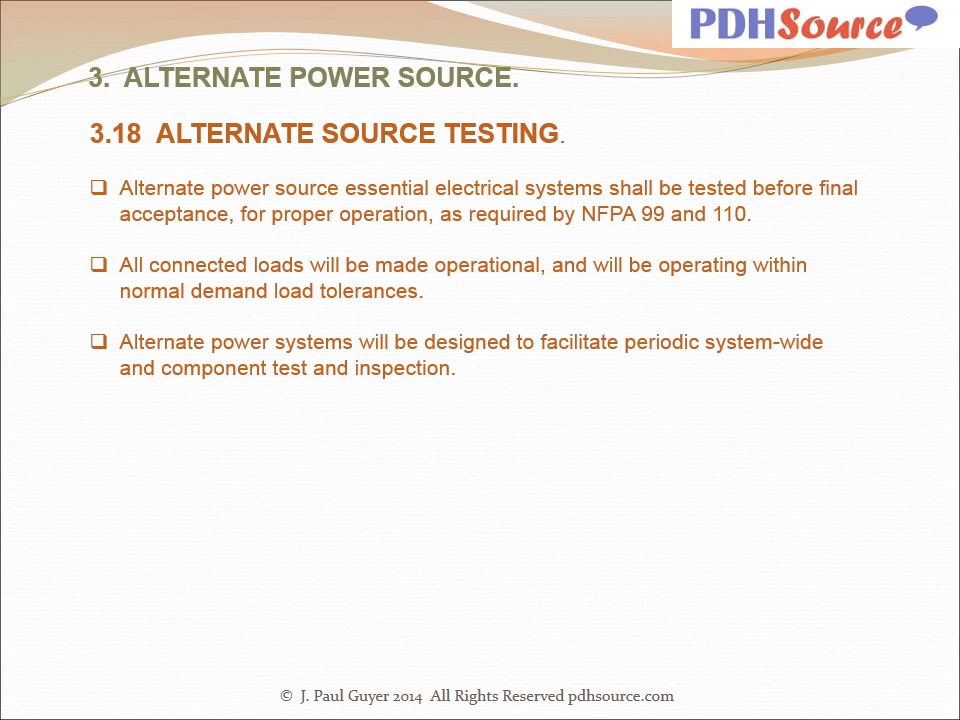 PDHSource
3.  ALTERNATE POWER SOURCE.
3.18  ALTERNATE SOURCE TESTING.
❑ Alternate power source essential electrical systems shall be tested before final
acceptance, for proper operation, as required by NFPA 99 and 110.
❑ All connected loads will be made operational, and will be operating within
normal demand load tolerances.
❑ Alternate power systems will be designed to facilitate periodic system-wide
and component test and inspection.
©  J. Paul Guyer 2014  All Rights Reserved pdhsource.com